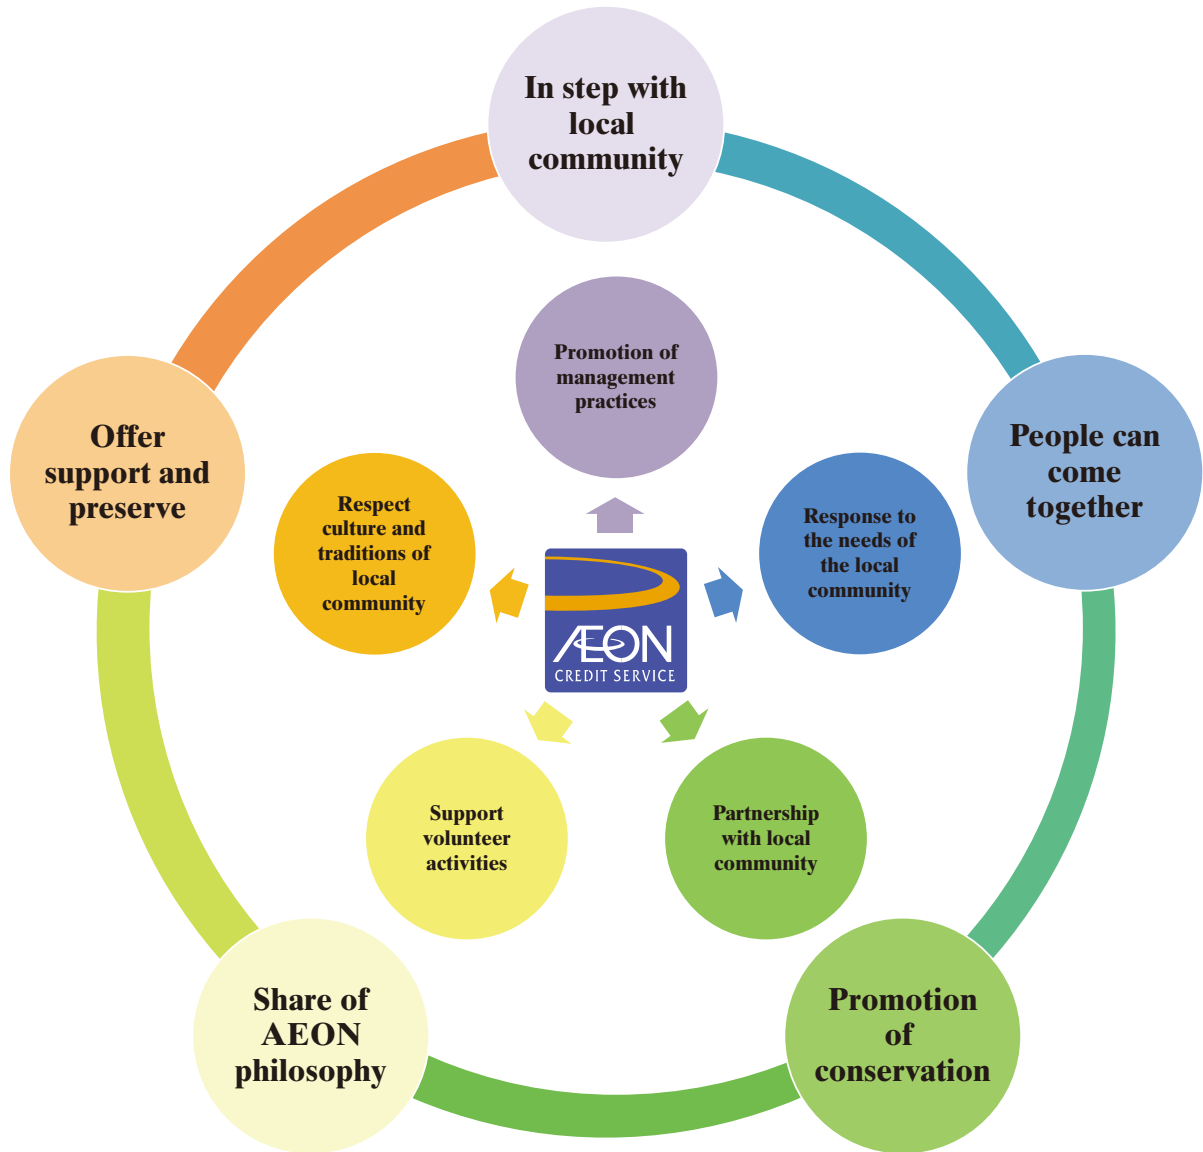 In step with
local
community
Promotion of
management
practices
Offer
support and
preserve
People can
come
together
Respect
culture and
traditions of
local
community
Response to
the needs of
the local
community
ÆON
CREDIT SERVICE
Support
volunteer
activities
Partnership
with local
community
Share of
AEON
philosophy
Promotion
of
conservation